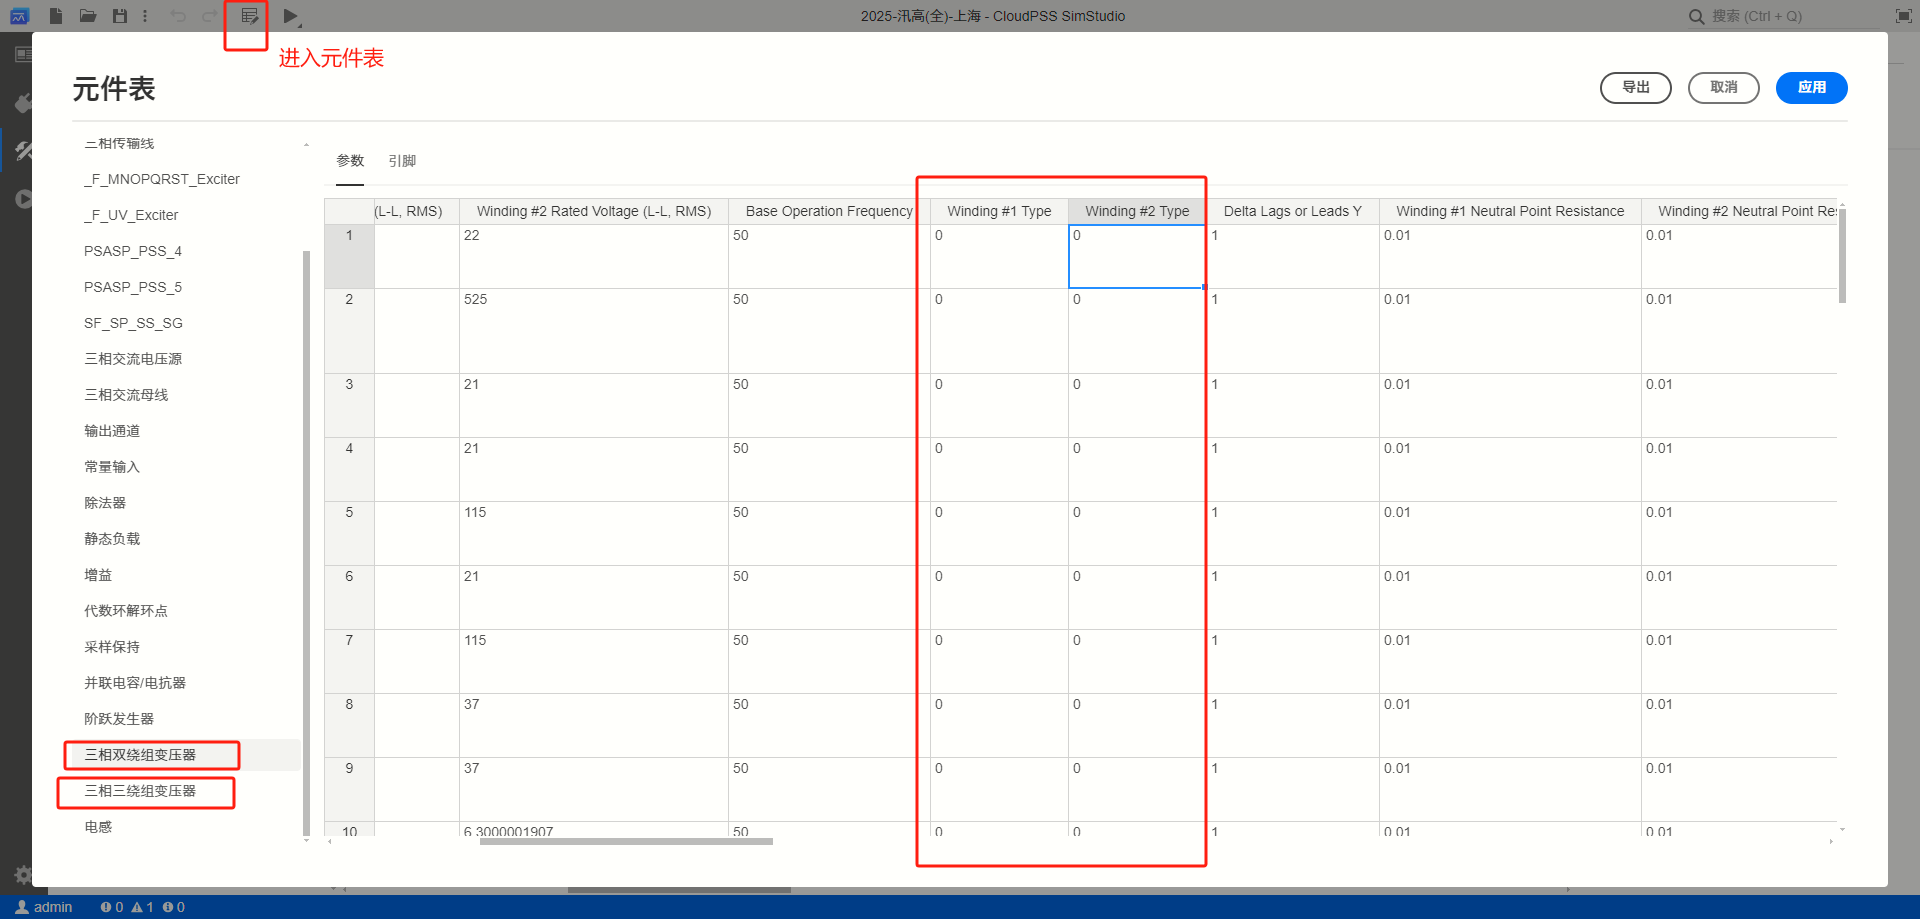 2025-汛高(全)-上海 - CloudPSS SimStudio
搜索 (Ctrl + Q)
进入元件表
元件表
导出
取消
应用
三相传输线
_F_MNOPQRST_Exciter
_F_UV_Exciter
PSASP_PSS_4
PSASP_PSS_5
SF_SP_SS_SG
三相交流电压源
三相交流母线
输出通道
常量输入
除法器
静态负载
增益
代数环解环点
采样保持
并联电容/电抗器
阶跃发生器
三相双绕组变压器
三相三绕组变压器
电感
参数 引脚
(L-L, RMS) Winding #2 Rated Voltage (L-L, RMS) Base Operation Frequency Winding #1 Type Winding #2 Type Delta Lags or Leads Y Winding #1 Neutral Point Resistance Winding #2 Neutral Point Re
1 22 50 0 0 1 0.01 0.01
2 525 50 0 0 1 0.01 0.01
3 21 50 0 0 1 0.01 0.01
4 21 50 0 0 1 0.01 0.01
5 115 50 0 0 1 0.01 0.01
6 21 50 0 0 1 0.01 0.01
7 115 50 0 0 1 0.01 0.01
8 37 50 0 0 1 0.01 0.01
9 37 50 0 0 1 0.01 0.01
10 6.3000001907 50 0 0 1 0.01 0.01
admin 0 1 0